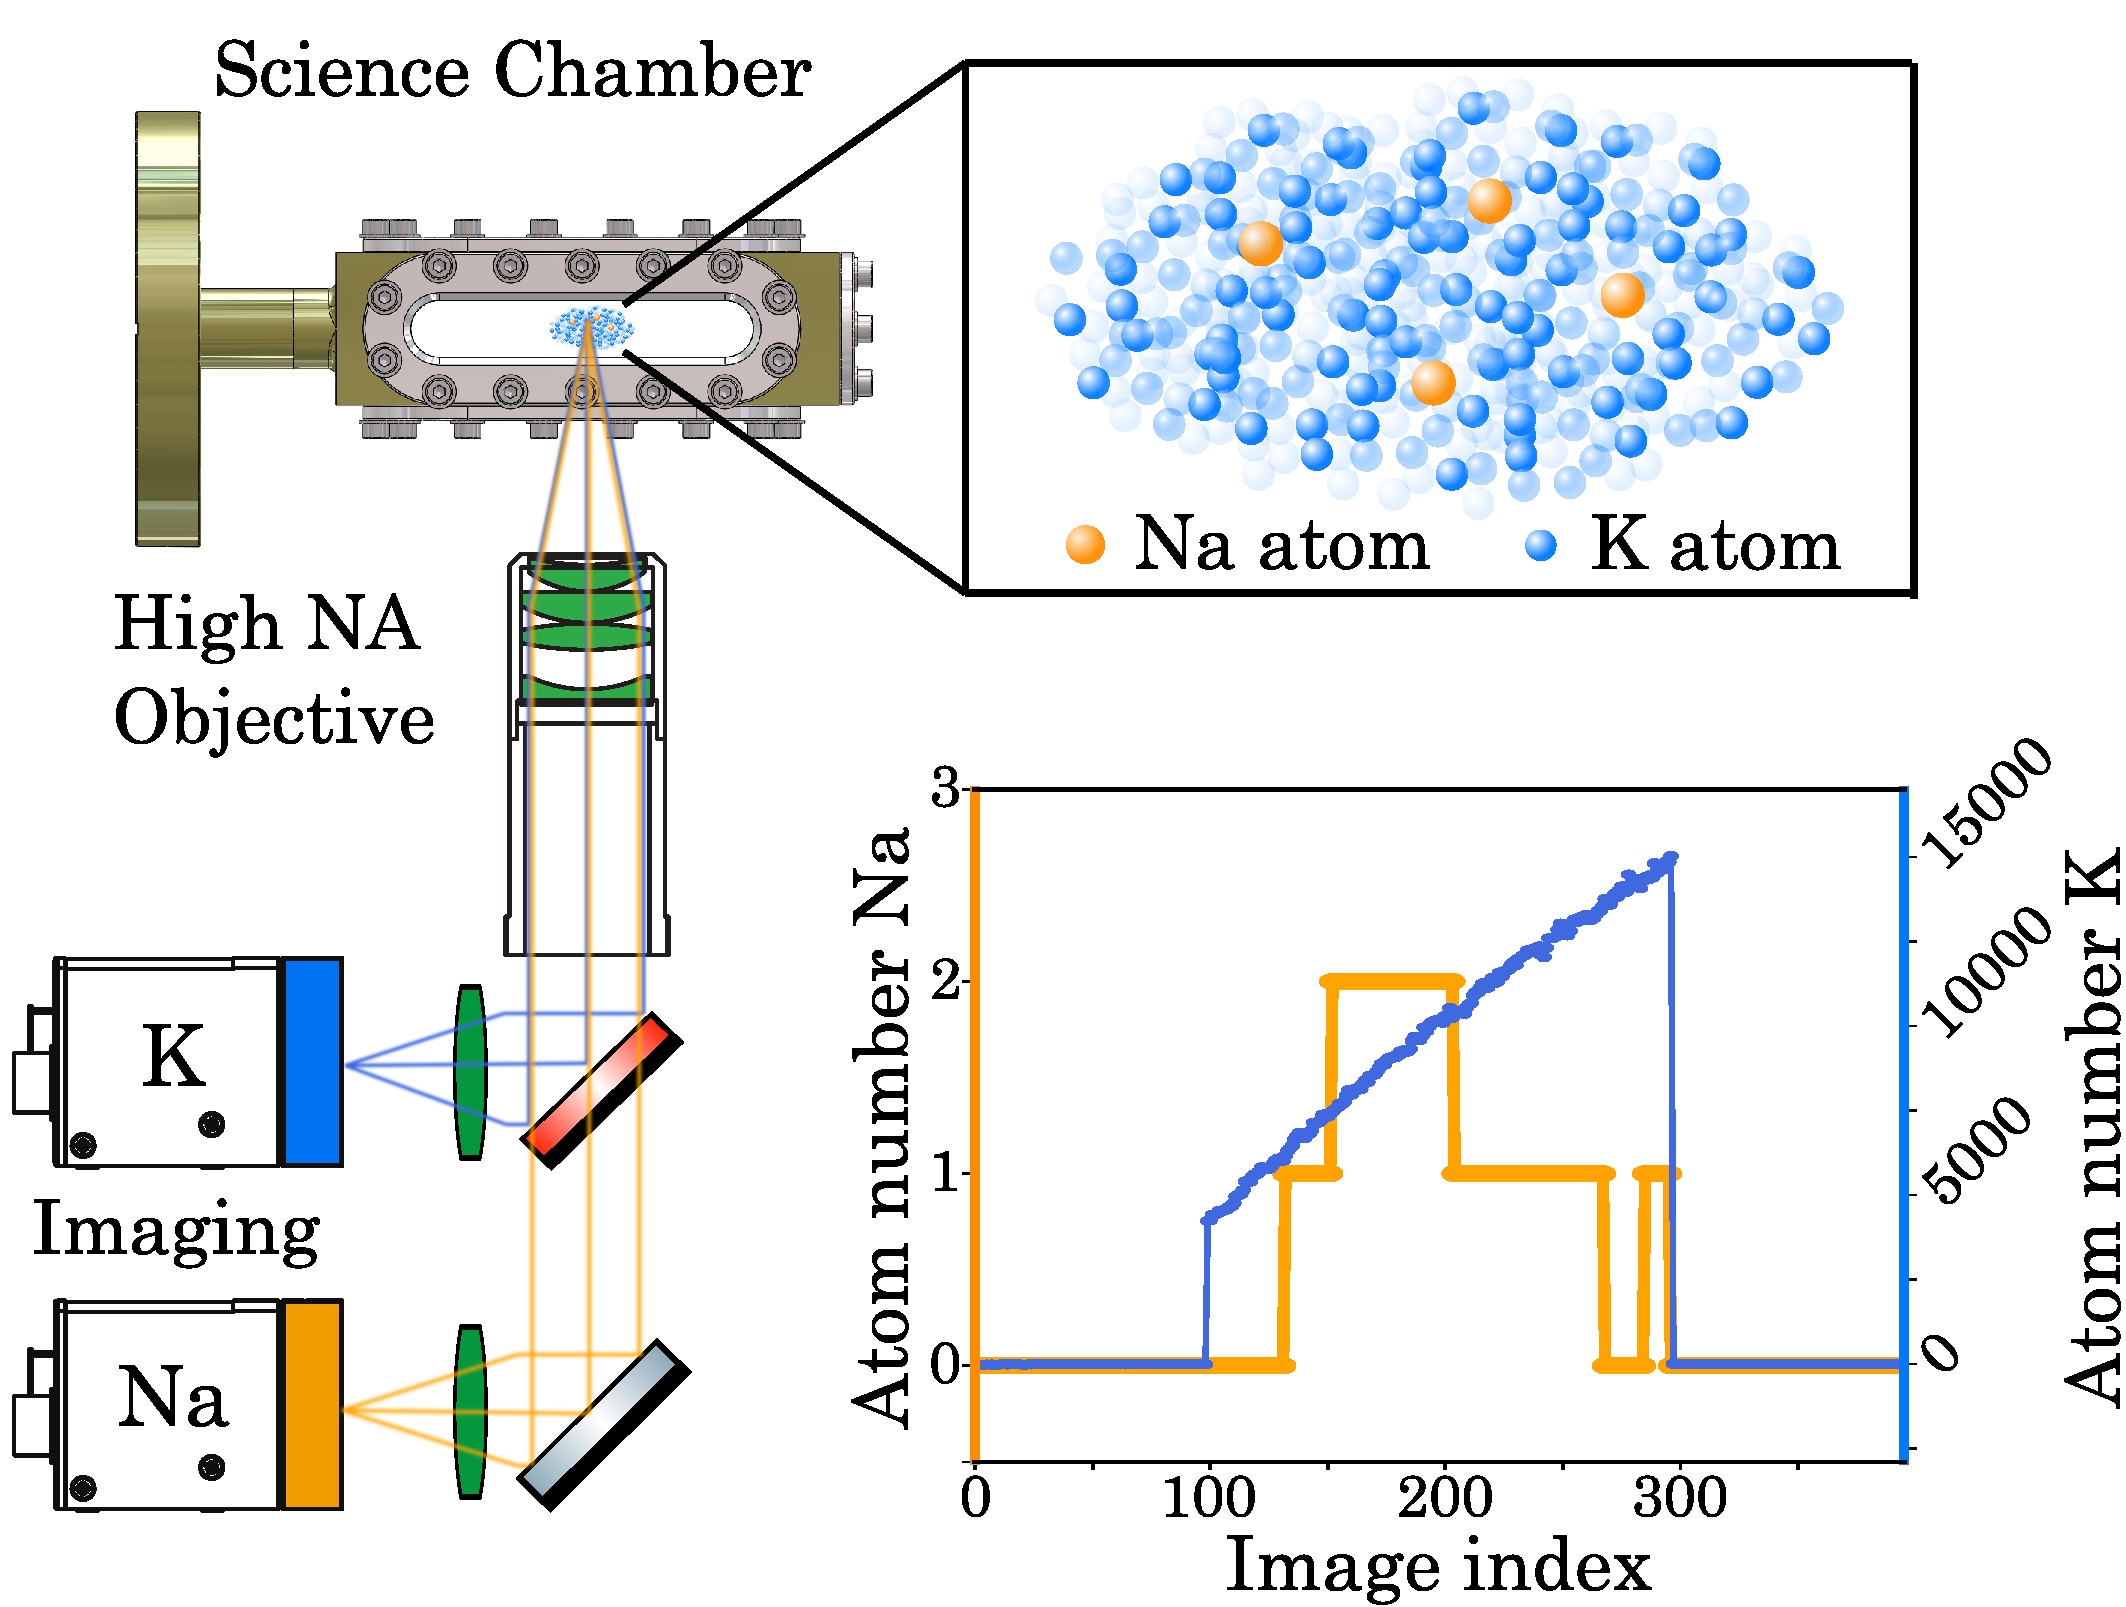 Science Chamber
Na atom
K atom
High NA
Objective
K
Imaging
Na
Atom number Na
3
2
1
0
0
100
200
300
Image index
15000
10000
5000
0
Atom number K